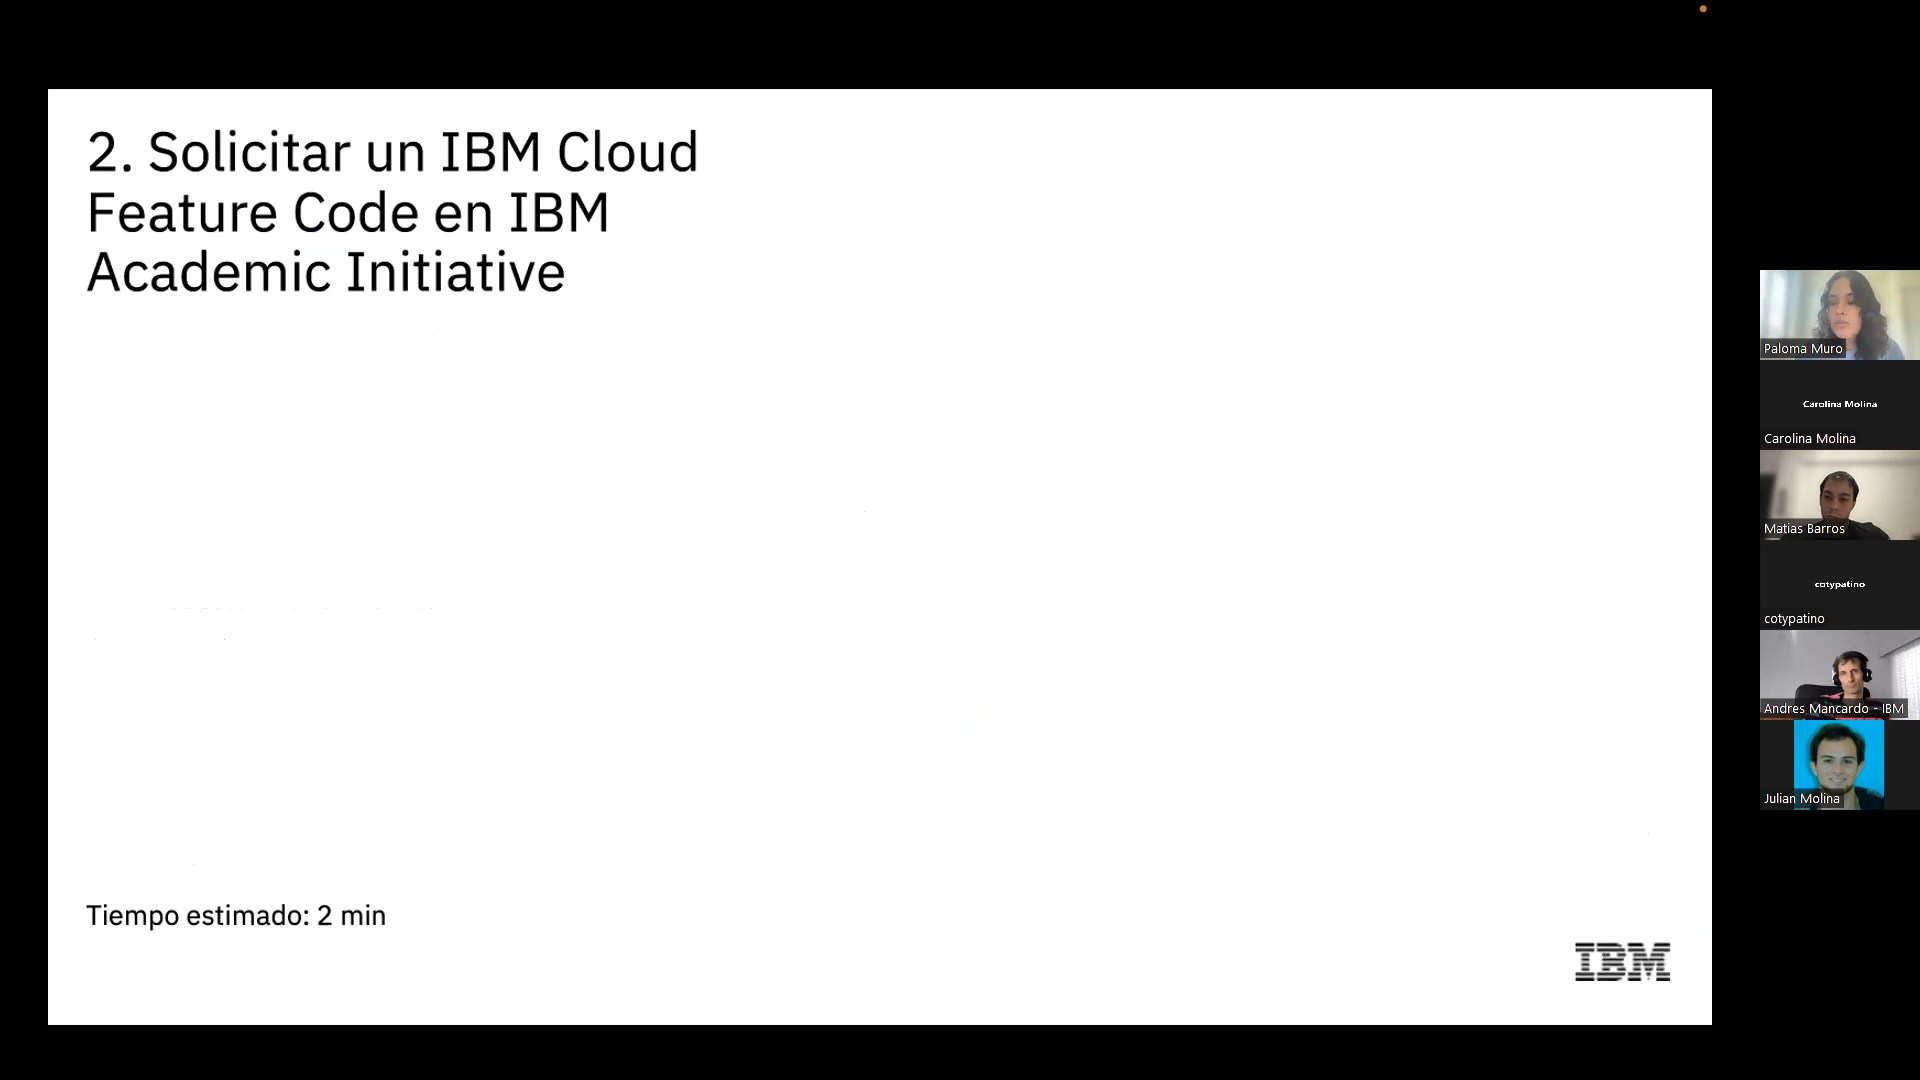 2. Solicitar un IBM Cloud
Feature Code en IBM
Academic Initiative
Tiempo estimado: 2 min
IBM
Paloma Muro
Carolina Molina
Carolina Molina
Matias Barros
cotypatino
cotypatino
Andres Mancardo - IBM
Julian Molina